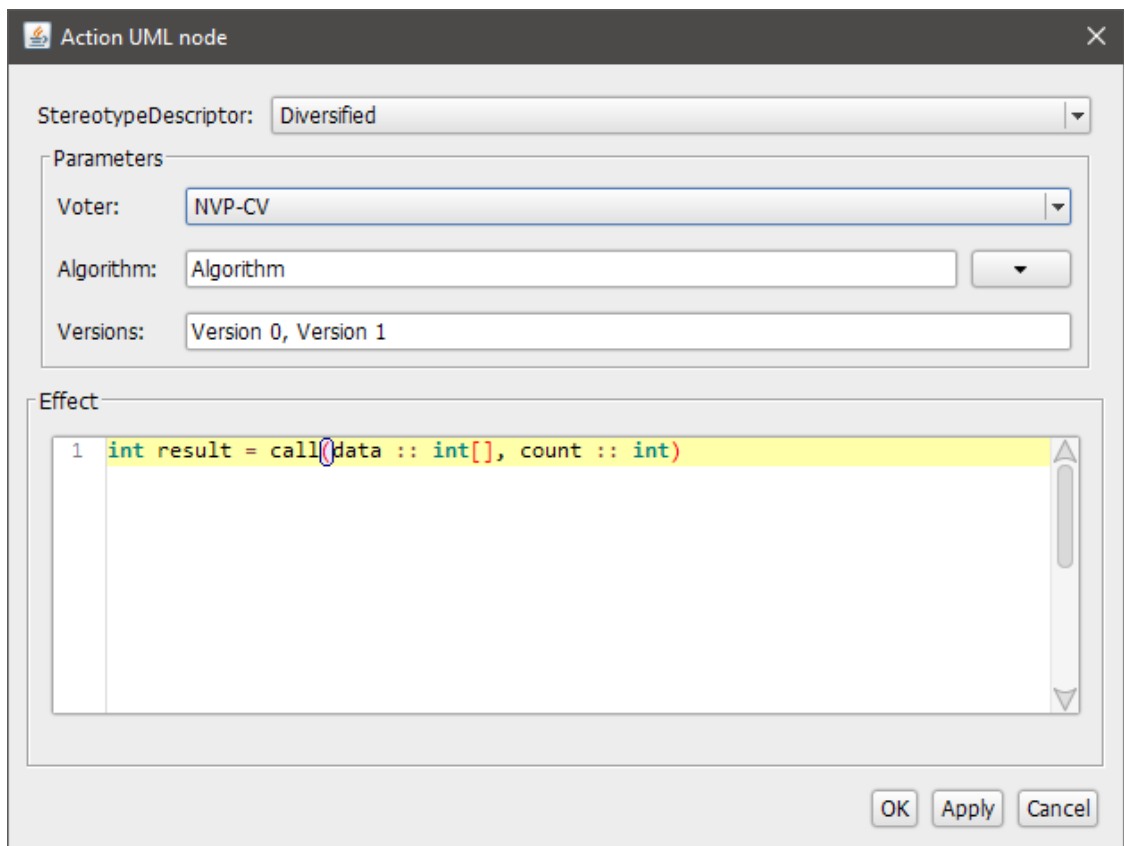 Action UML node
StereotypeDescriptor: Diversified
Parameters
Voter: NVP-CV
Algorithm: Algorithm
Versions: Version 0, Version 1
Effect
1 int result = call(data :: int[], count :: int)
OK Apply Cancel